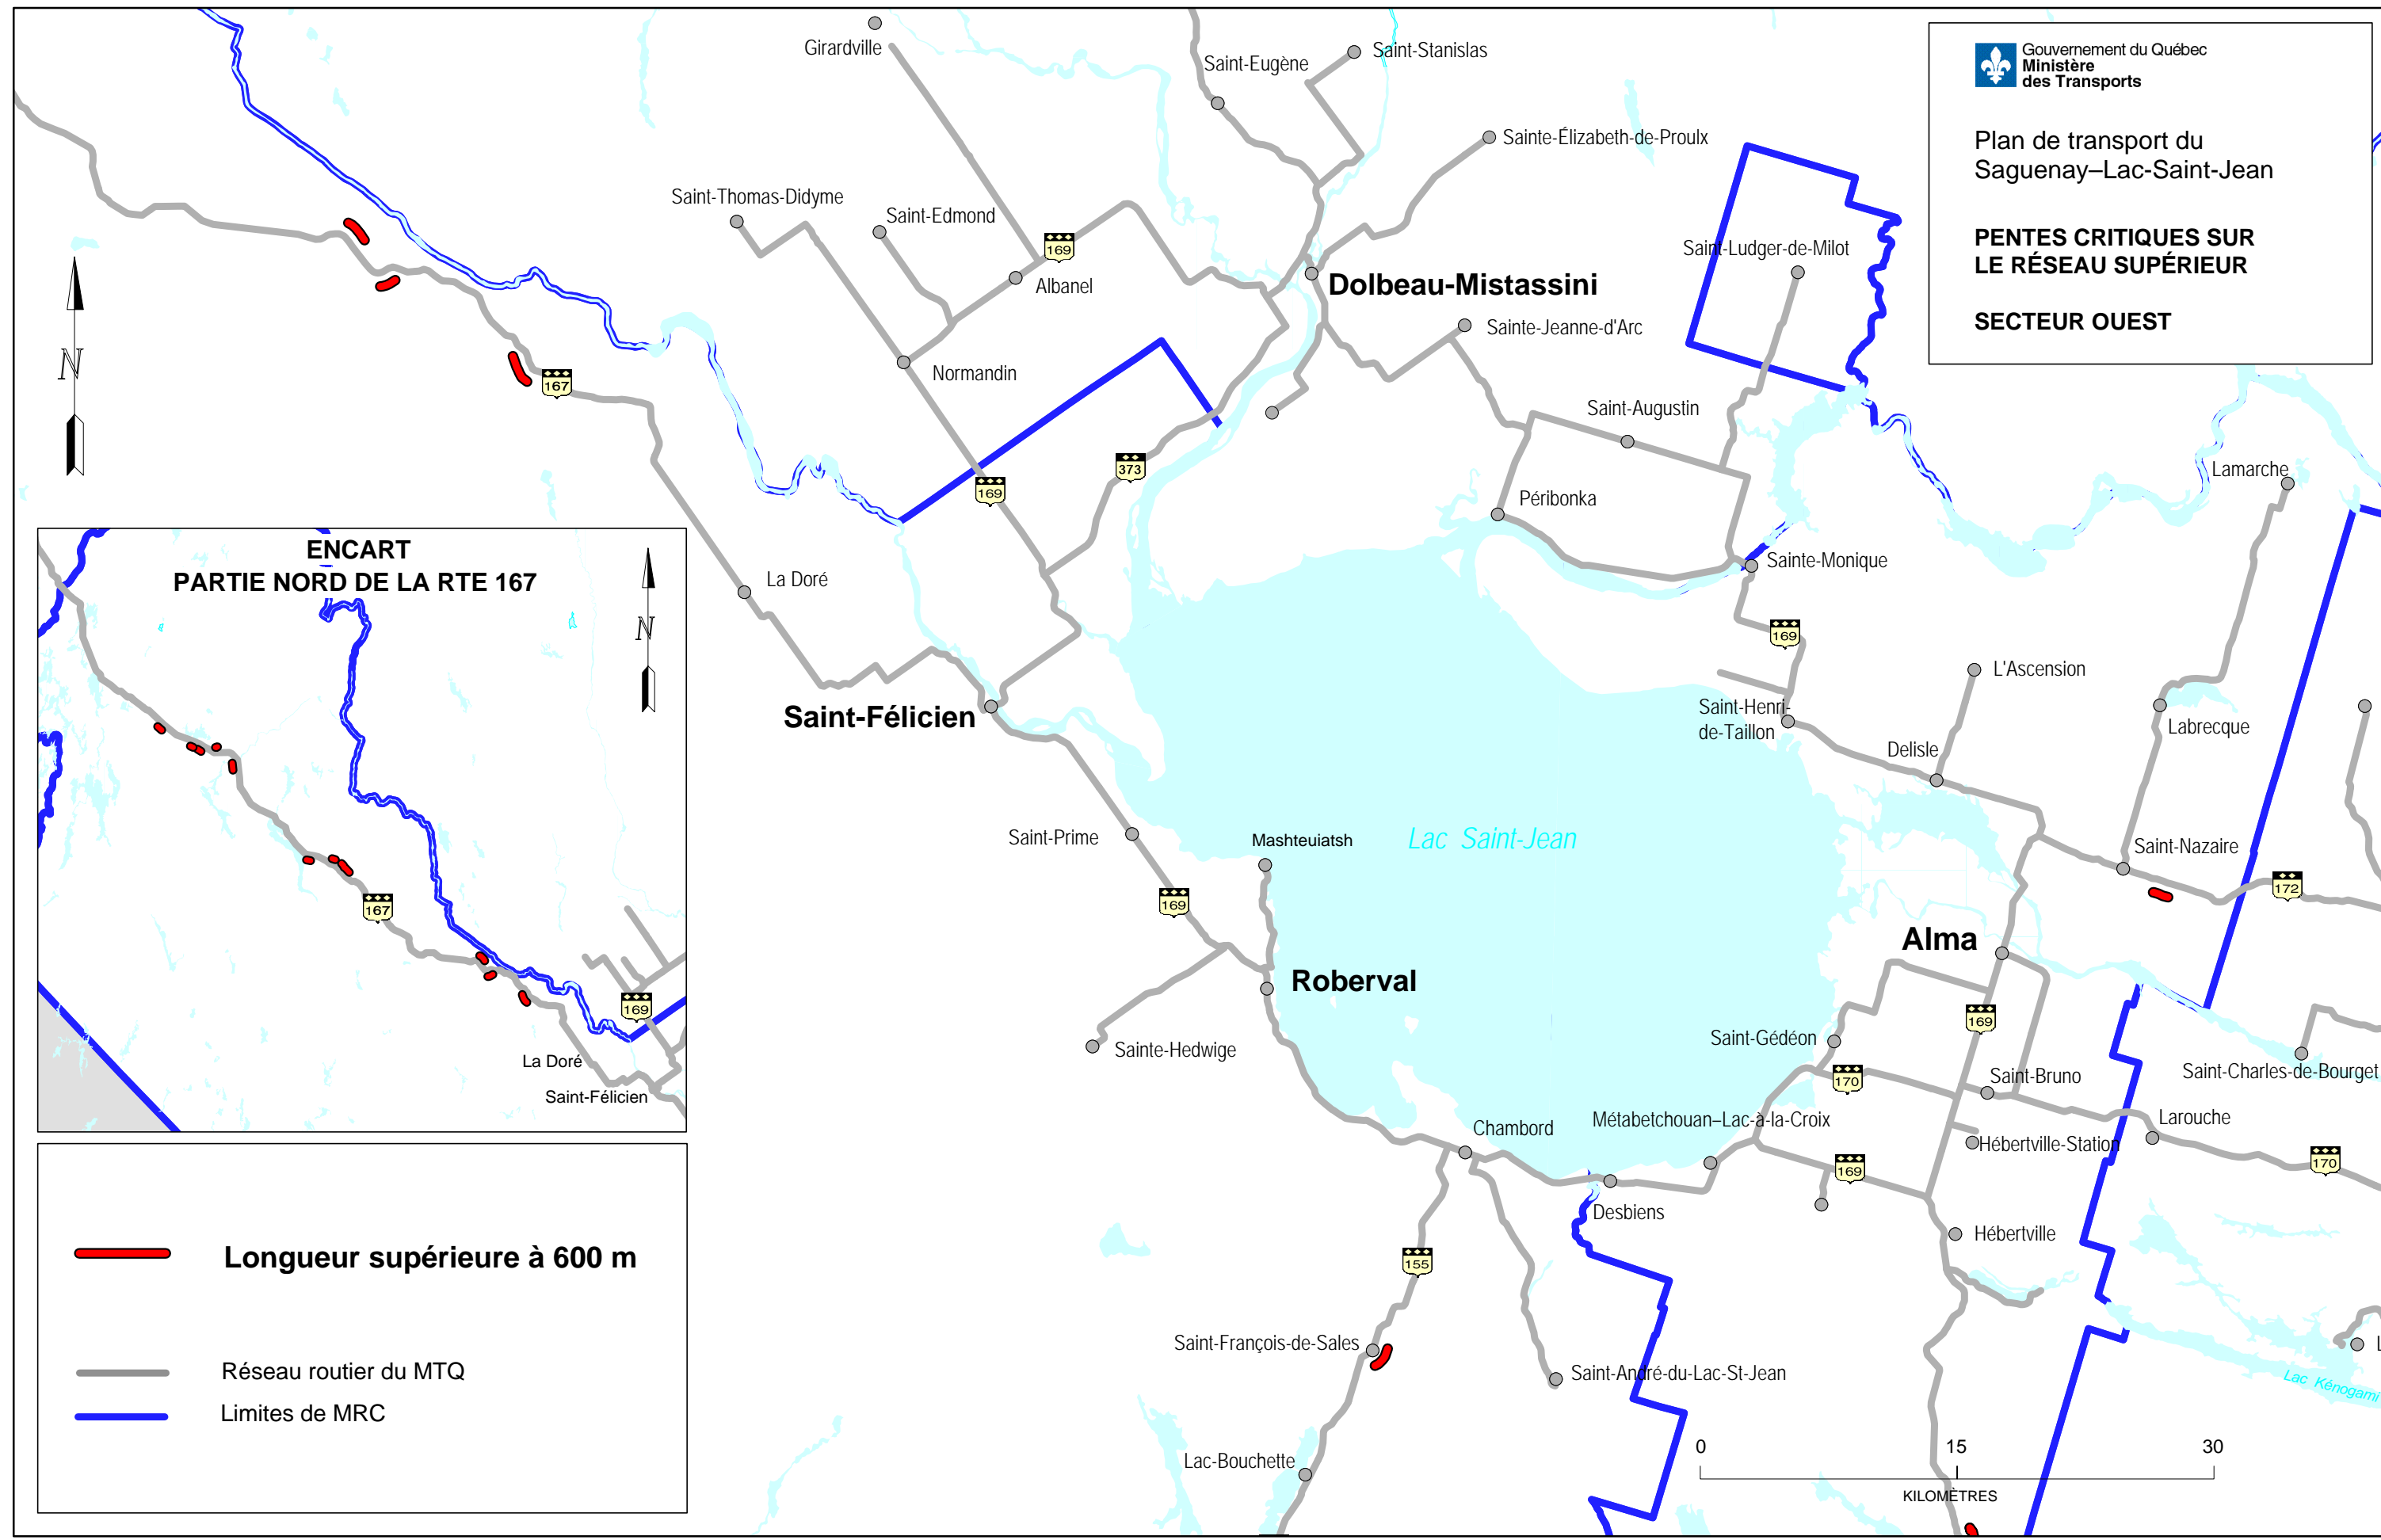 Gouvernement du Québec
Ministère
des Transports
Plan de transport du
Saguenay–Lac-Saint-Jean
PENTES CRITIQUES SUR
LE RÉSEAU SUPÉRIEUR
SECTEUR OUEST
Girardville
Saint-Eugène
Saint-Stanislas
Sainte-Élizabeth-de-Proulx
Saint-Thomas-Didyme
Saint-Edmond
169
Albanel
Dolbeau-Mistassini
Saint-Ludger-de-Milot
Sainte-Jeanne-d'Arc
N
167
Normandin
Saint-Augustin
373
169
Péribonka
Lamarche
Sainte-Monique
La Doré
169
L'Ascension
Saint-Félicien
Saint-Henri-
de-Taillon
Labrecque
Delisle
Saint-Prime
Mashteuiatsh
Lac Saint-Jean
Saint-Nazaire
172
169
Alma
Roberval
Sainte-Hedwige
Saint-Gédéon
169
170
Saint-Bruno
Saint-Charles-de-Bourget
Chambord
Métabetchouan–Lac-à-la-Croix
Larouche
Hébertville-Station
169
170
Desbiens
Hébertville
155
Saint-François-de-Sales
Saint-André-du-Lac-St-Jean
L
Lac Kénogami
Lac-Bouchette
0 15 30
KILOMÈTRES
ENCART
PARTIE NORD DE LA RTE 167
N
167
169
La Doré
Saint-Félicien
Longueur supérieure à 600 m
Réseau routier du MTQ
Limites de MRC